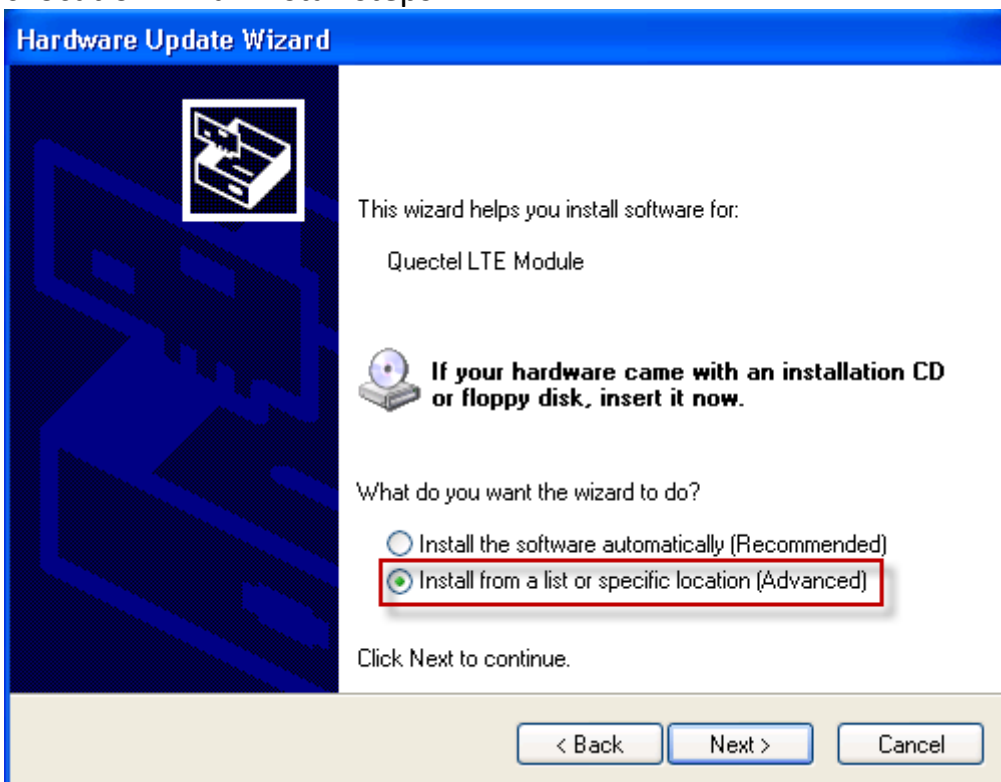 Hardware Update Wizard
This wizard helps you install software for:
Quectel LTE Module
If your hardware came with an installation CD
or floppy disk, insert it now.
What do you want the wizard to do?
Install the software automatically (Recommended)
Install from a list or specific location (Advanced)
Click Next to continue.
< Back Next > Cancel